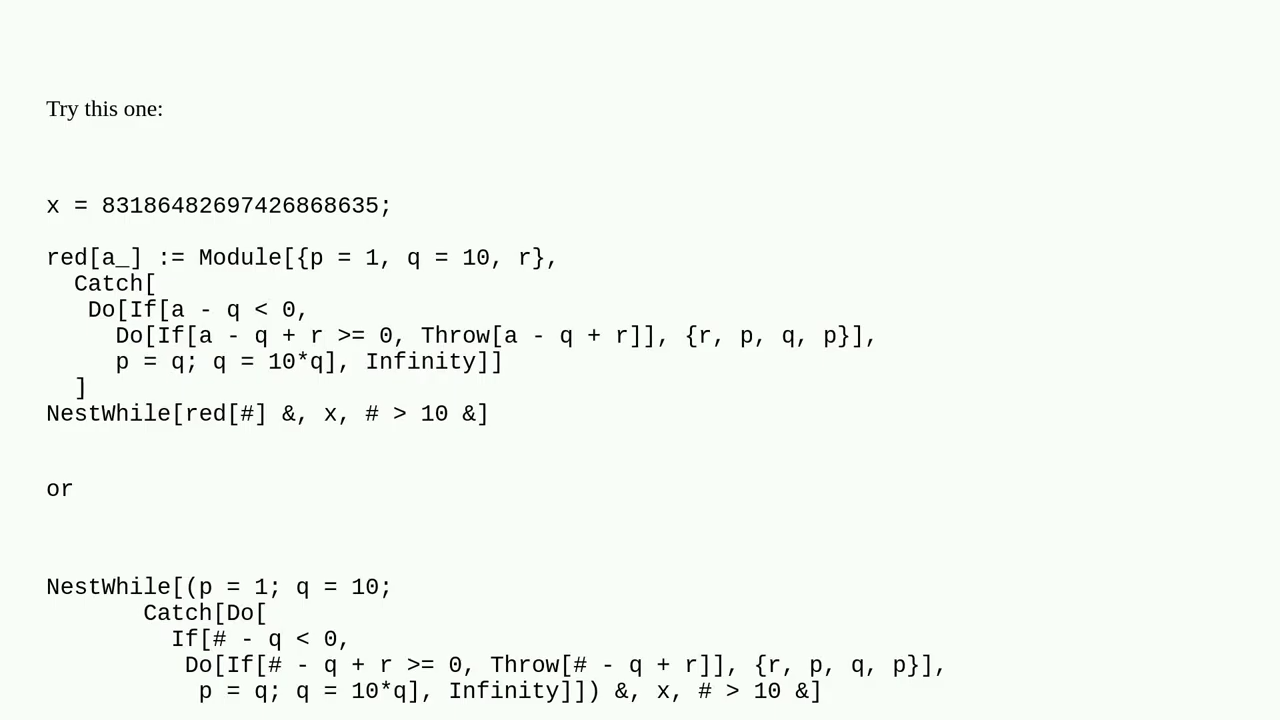 Try this one:
x = 83186482697426868635;
red[a_] := Module[{p = 1, q = 10, r},
  Catch[
   Do[If[a - q < 0,
     Do[If[a - q + r >= 0, Throw[a - q + r]], {r, p, q, p}],
     p = q; q = 10*q], Infinity]]
  ]
NestWhile[red[#] &, x, # > 10 &]
or
NestWhile[(p = 1; q = 10;
       Catch[Do[
         If[# - q < 0,
          Do[If[# - q + r >= 0, Throw[# - q + r]], {r, p, q, p}],
           p = q; q = 10*q], Infinity]]) &, x, # > 10 &]